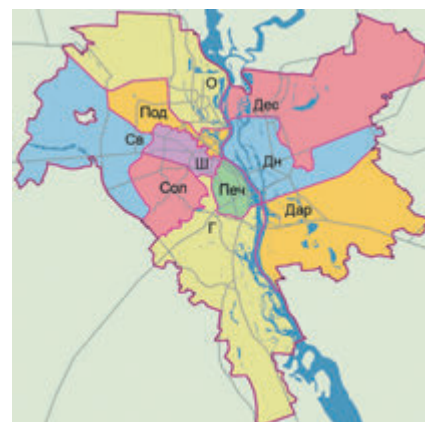 О
Дес
Под
Св
Ш
Дн
Сол
Печ
Дар
Г